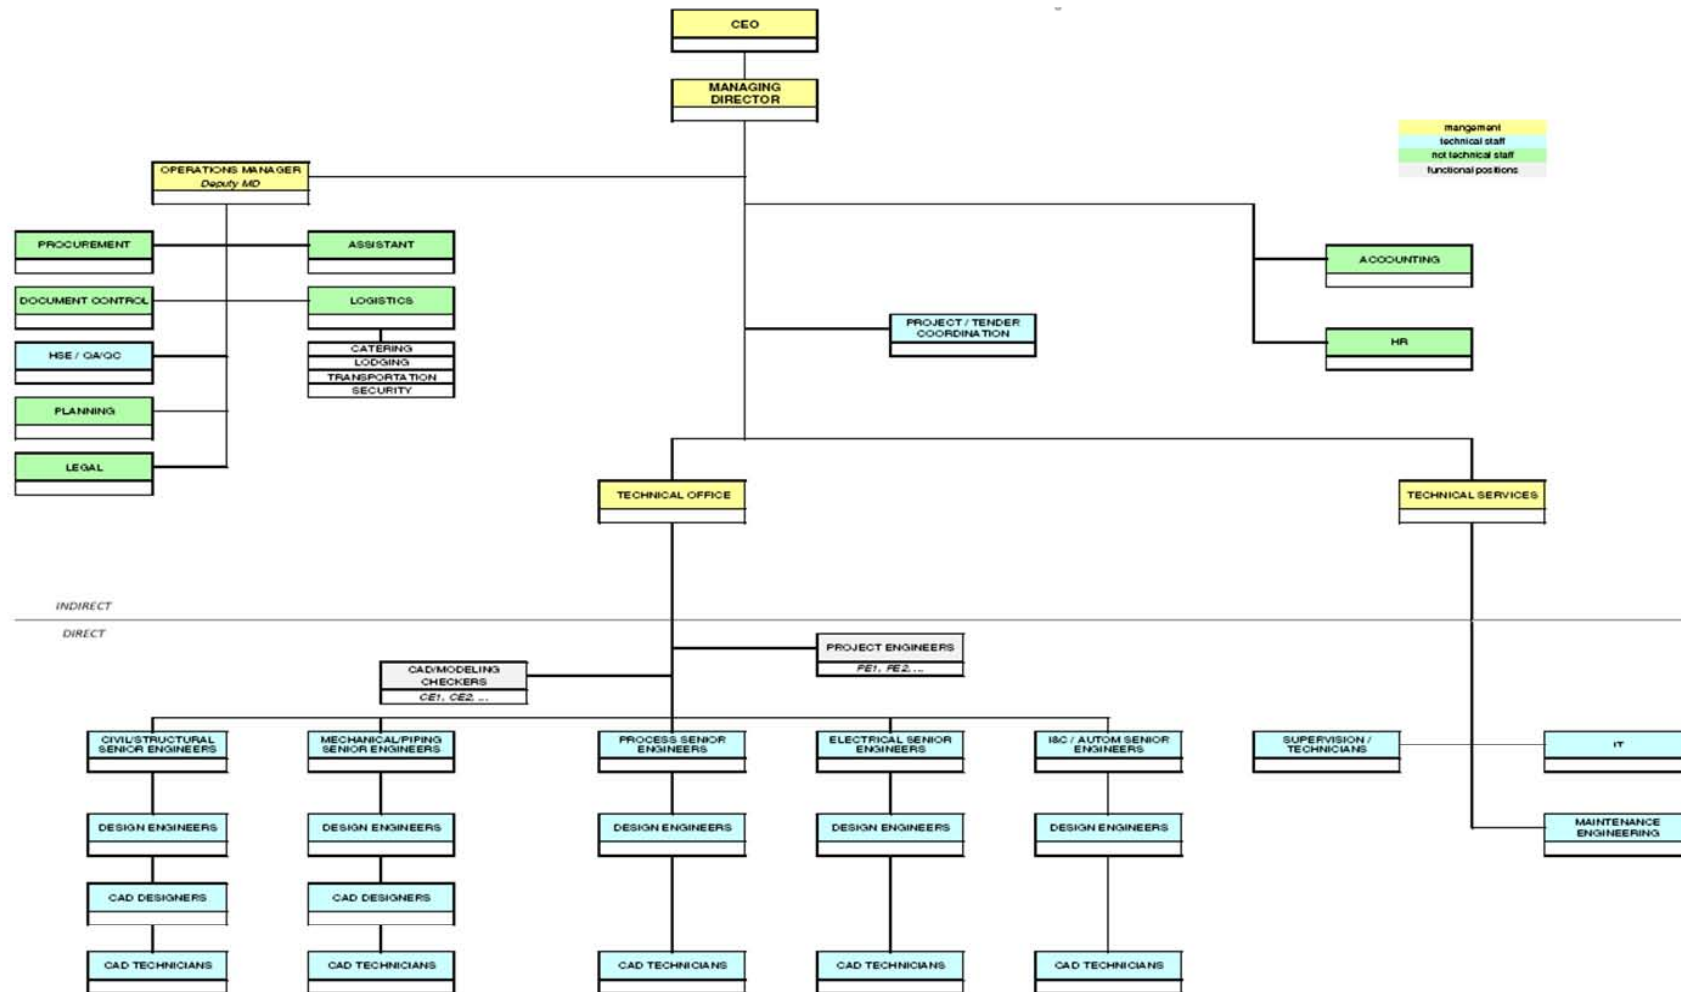 CEO
MANAGING
DIRECTOR
mangement
technical staff
not technical staff
functional positions
OPERATIONS MANAGER
Deputy MD
PROCUREMENT
ASSISTANT
ACCOUNTING
DOCUMENT CONTROL
LOGISTICS
PROJECT / TENDER
COORDINATION
HSE / QA/QC
CATERING
LODGING
TRANSPORTATION
SECURITY
HR
PLANNING
LEGAL
TECHNICAL OFFICE
TECHNICAL SERVICES
INDIRECT
DIRECT
PROJECT ENGINEERS
PE1, PE2, ...
CAD/MODELING
CHECKERS
CE1, CE2, ...
CIVIL/STRUCTURAL
SENIOR ENGINEERS
MECHANICAL/PIPING
SENIOR ENGINEERS
PROCESS SENIOR
ENGINEERS
ELECTRICAL SENIOR
ENGINEERS
I&C / AUTOM SENIOR
ENGINEERS
SUPERVISION /
TECHNICIANS
IT
DESIGN ENGINEERS
DESIGN ENGINEERS
DESIGN ENGINEERS
DESIGN ENGINEERS
DESIGN ENGINEERS
MAINTENANCE
ENGINEERING
CAD DESIGNERS
CAD DESIGNERS
CAD TECHNICIANS
CAD TECHNICIANS
CAD TECHNICIANS
CAD TECHNICIANS
CAD TECHNICIANS